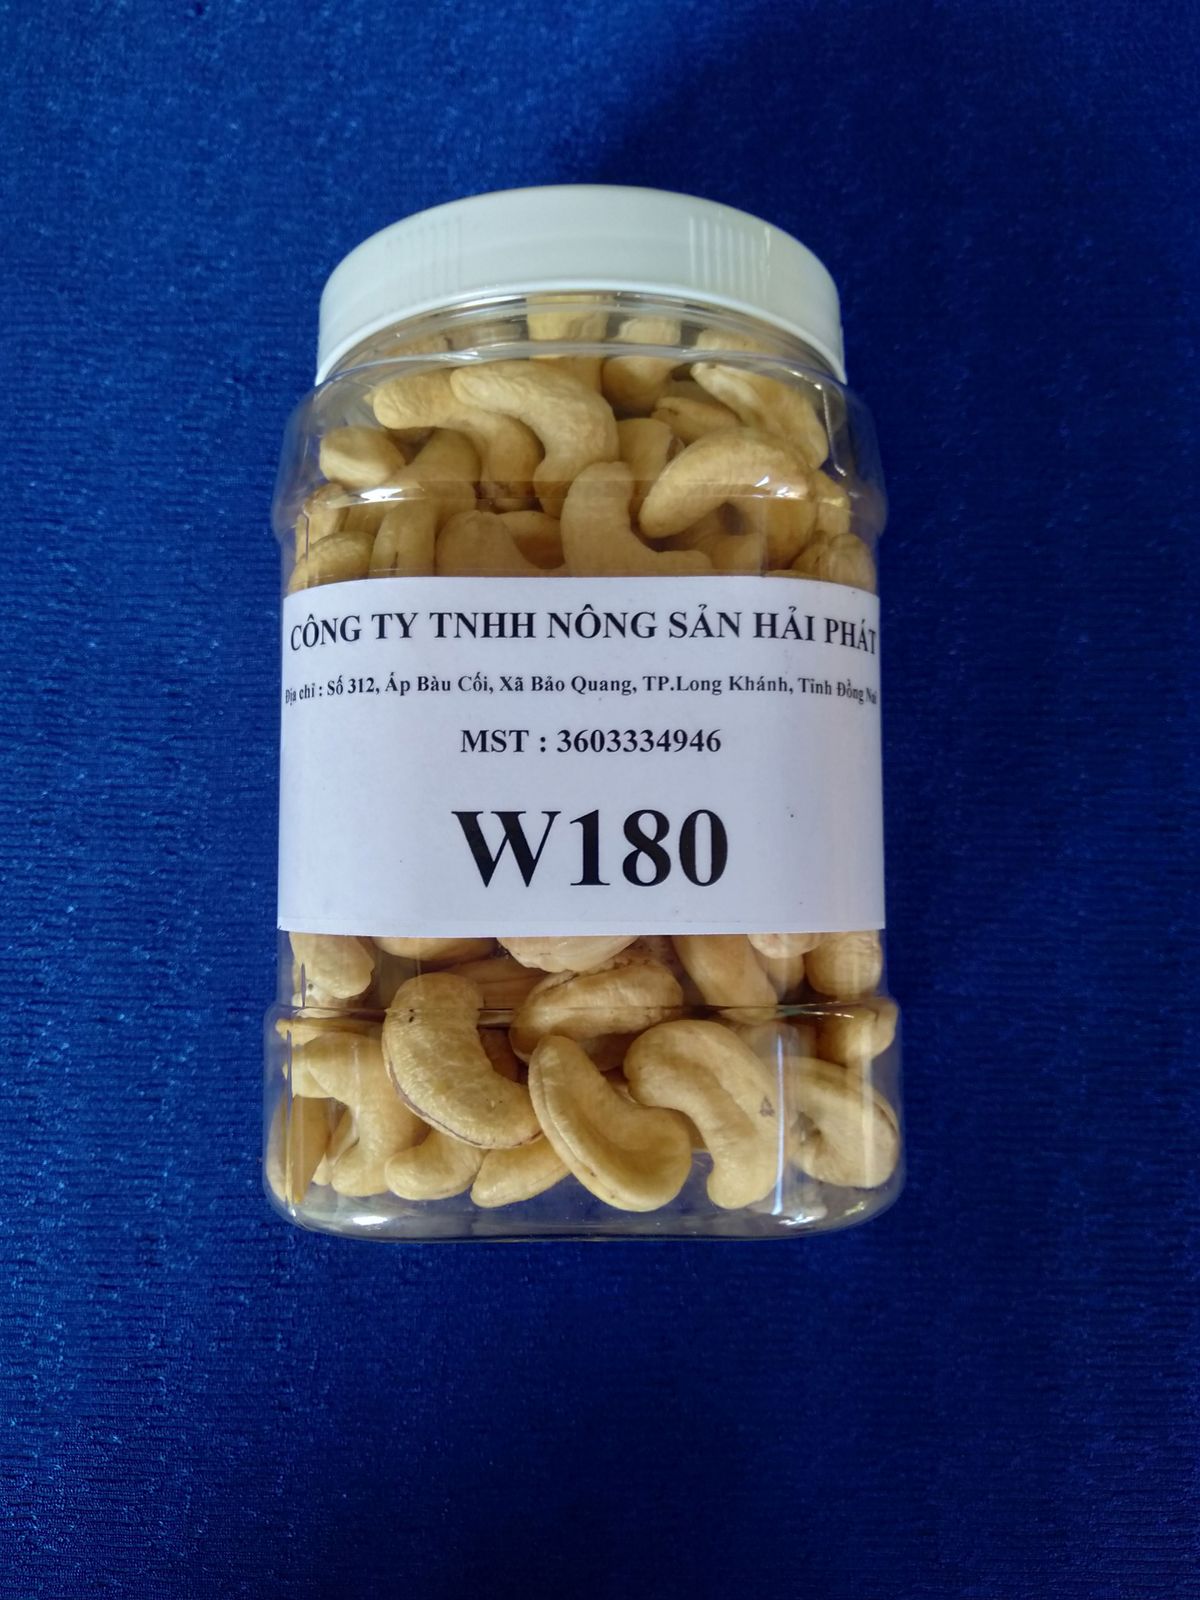 CÔNG TY TNHH NÔNG SẢN HẢI PHÁT
Địa chỉ : Số 312, Ấp Bàu Cối, Xã Bảo Quang, TP.Long Khánh, Tỉnh Đồng Nai
MST : 3603334946
W180